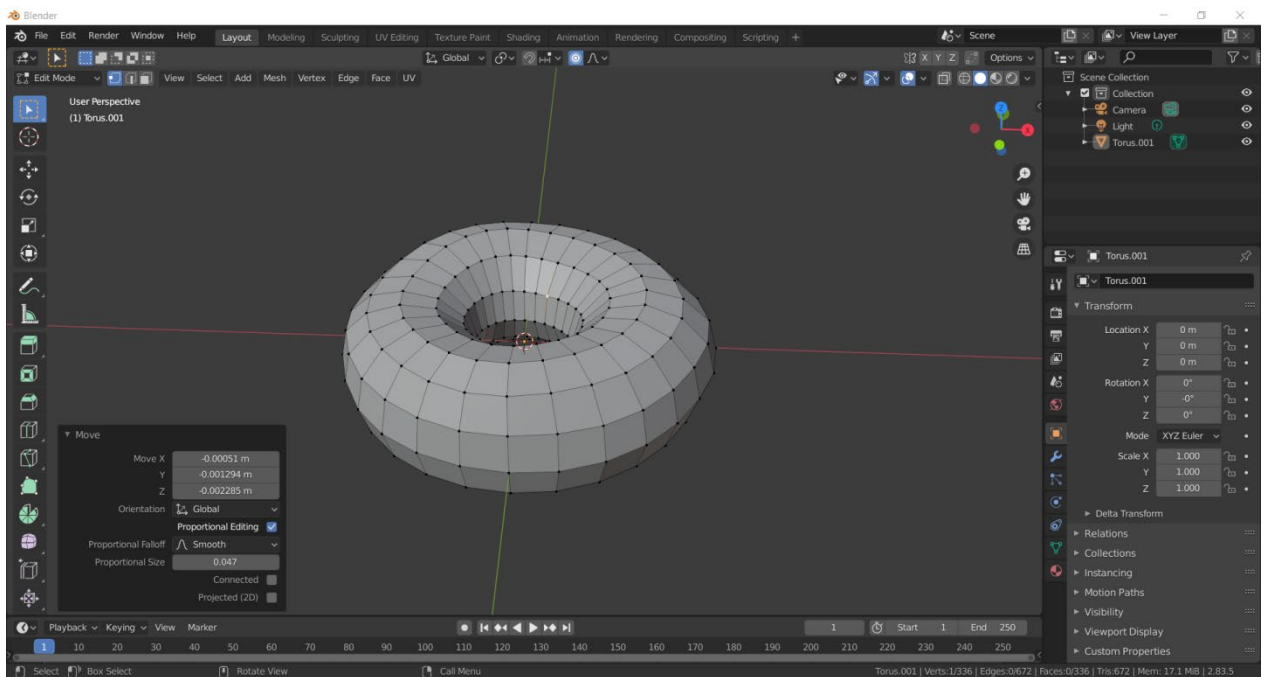 Blender
File Edit Render Window Help Layout Modeling Sculpting UV Editing Texture Paint Shading Animation Rendering Compositing Scripting + Scene View Layer
Global X Y Z Options
Edit Mode View Select Add Mesh Vertex Edge Face UV
User Perspective
(1) Torus.001
Z
X
Scene Collection
Collection
Camera
Light
Torus.001
Torus.001
Torus.001
Transform
Location X 0 m
Y 0 m
Z 0 m
Rotation X 0°
Y -0°
Z 0°
Mode XYZ Euler
Scale X 1.000
Y 1.000
Z 1.000
Delta Transform
Relations
Collections
Instancing
Motion Paths
Visibility
Viewport Display
Custom Properties
Move
Move X -0.00051 m
Y -0.001294 m
Z -0.002285 m
Orientation Global
Proportional Editing
Proportional Falloff Smooth
Proportional Size 0.047
Connected
Projected (2D)
Playback Keying View Marker 1 Start 1 End 250
1 10 20 30 40 50 60 70 80 90 100 110 120 130 140 150 160 170 180 190 200 210 220 230 240 250
Select Box Select Rotate View Call Menu Torus.001 | Verts:1/336 | Edges:0/672 | Faces:0/336 | Tris:672 | Mem: 17.1 MiB | 2.83.5